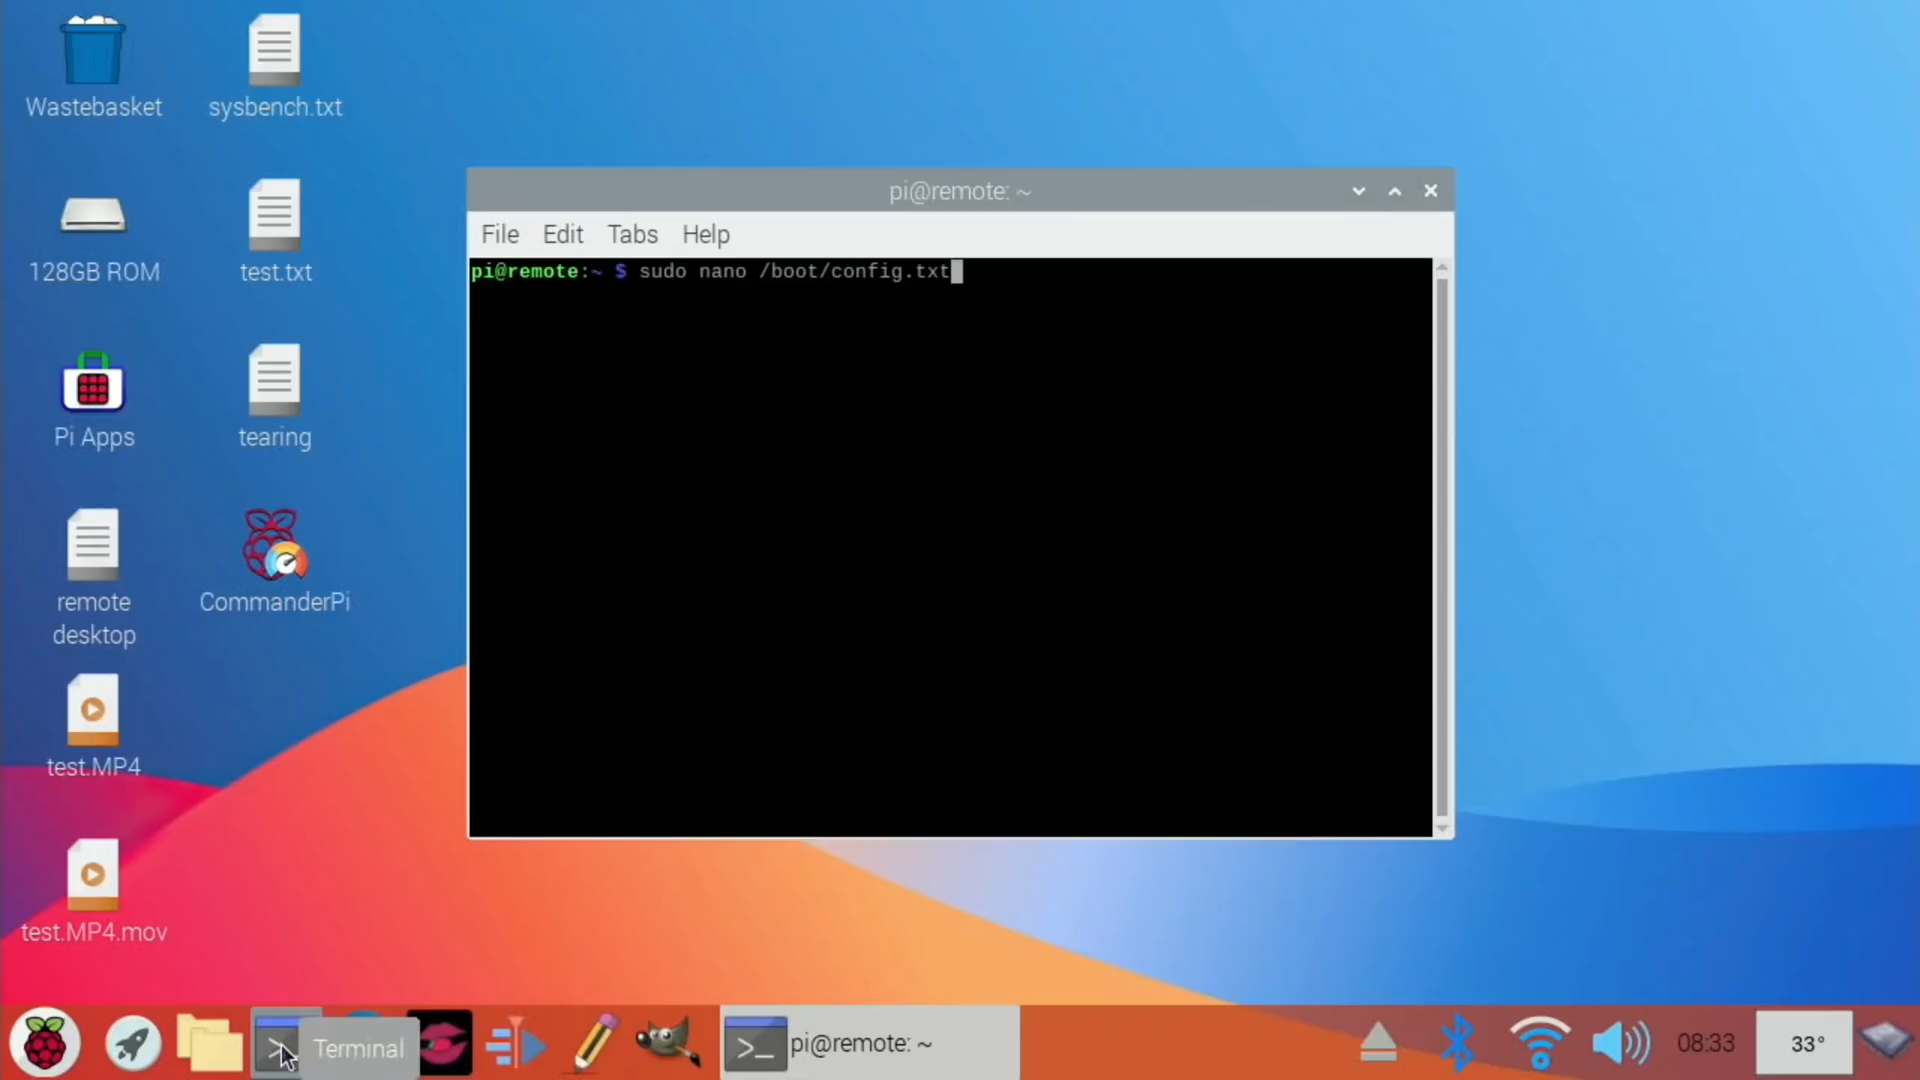 Wastebasket
sysbench.txt
128GB ROM
test.txt
Pi Apps
tearing
remote
desktop
CommanderPi
test.MP4
test.MP4.mov
pi@remote: ~
File Edit Tabs Help
pi@remote:~ $ sudo nano /boot/config.txt
Terminal
>_ pi@remote: ~
08:33
33°